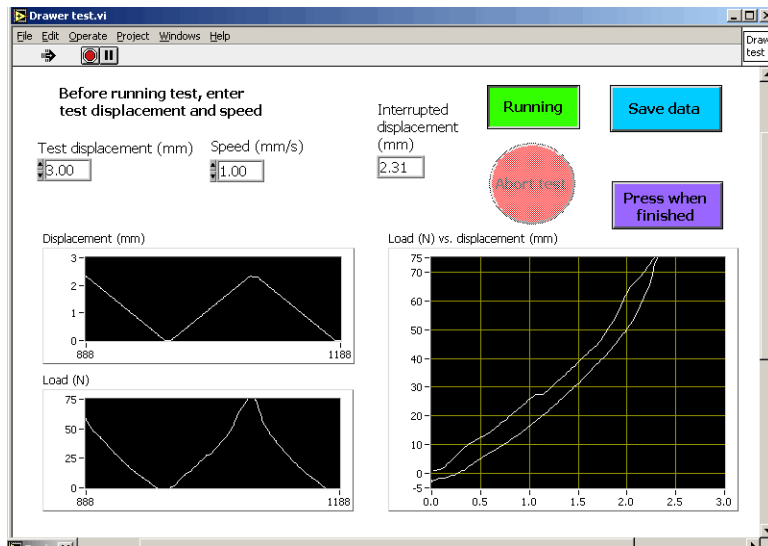 Drawer test.vi
File Edit Operate Project Windows Help
Draw
test
Before running test, enter
test displacement and speed
Test displacement (mm)
3.00
Speed (mm/s)
1.00
Interrupted
displacement
(mm)
2.31
Running
Save data
Abort test
Press when
finished
Displacement (mm)
3
2
1
0
888 1188
Load (N)
75
50
25
0
888 1188
Load (N) vs. displacement (mm)
75
70
60
50
40
30
20
10
0
-5
0.0 0.5 1.0 1.5 2.0 2.5 3.0